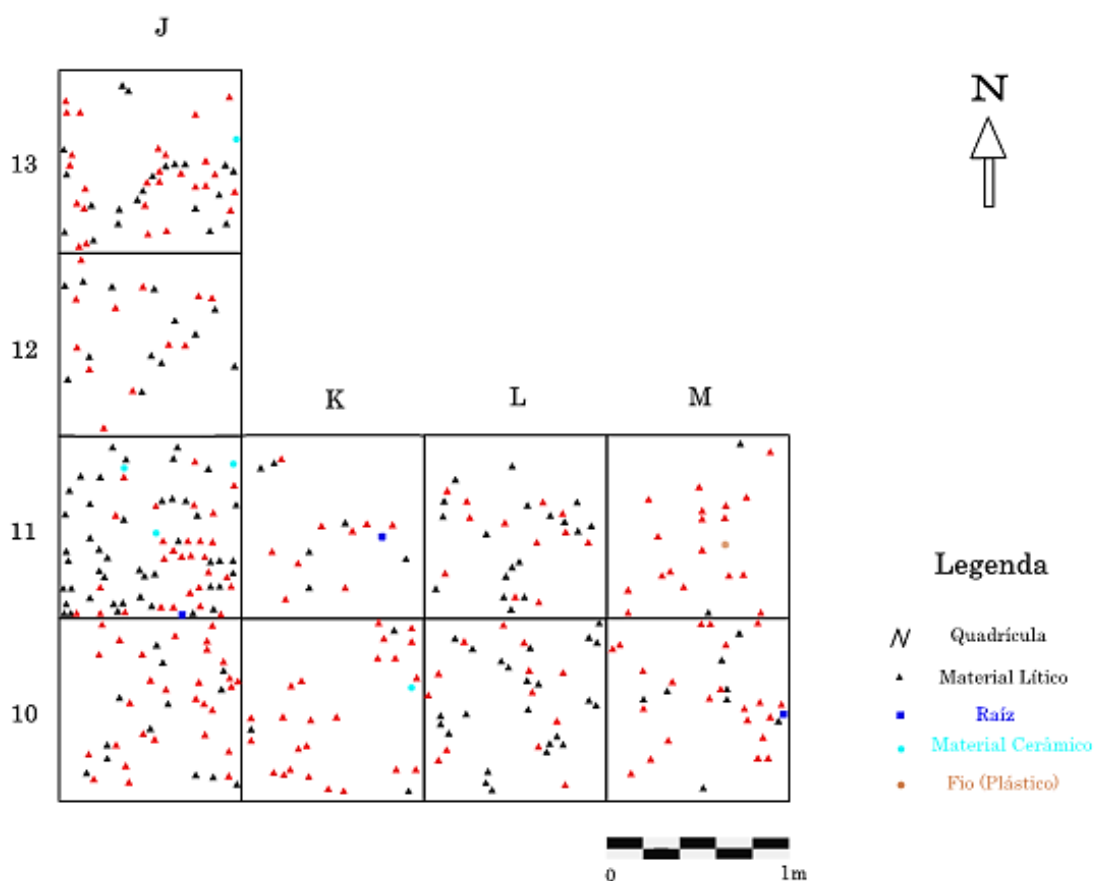 J
N
13
12
K
L
M
11
10
Legenda
N Quadrícula
Material Lítico
Raíz
Material Cerâmico
Fio (Plástico)
0 1m